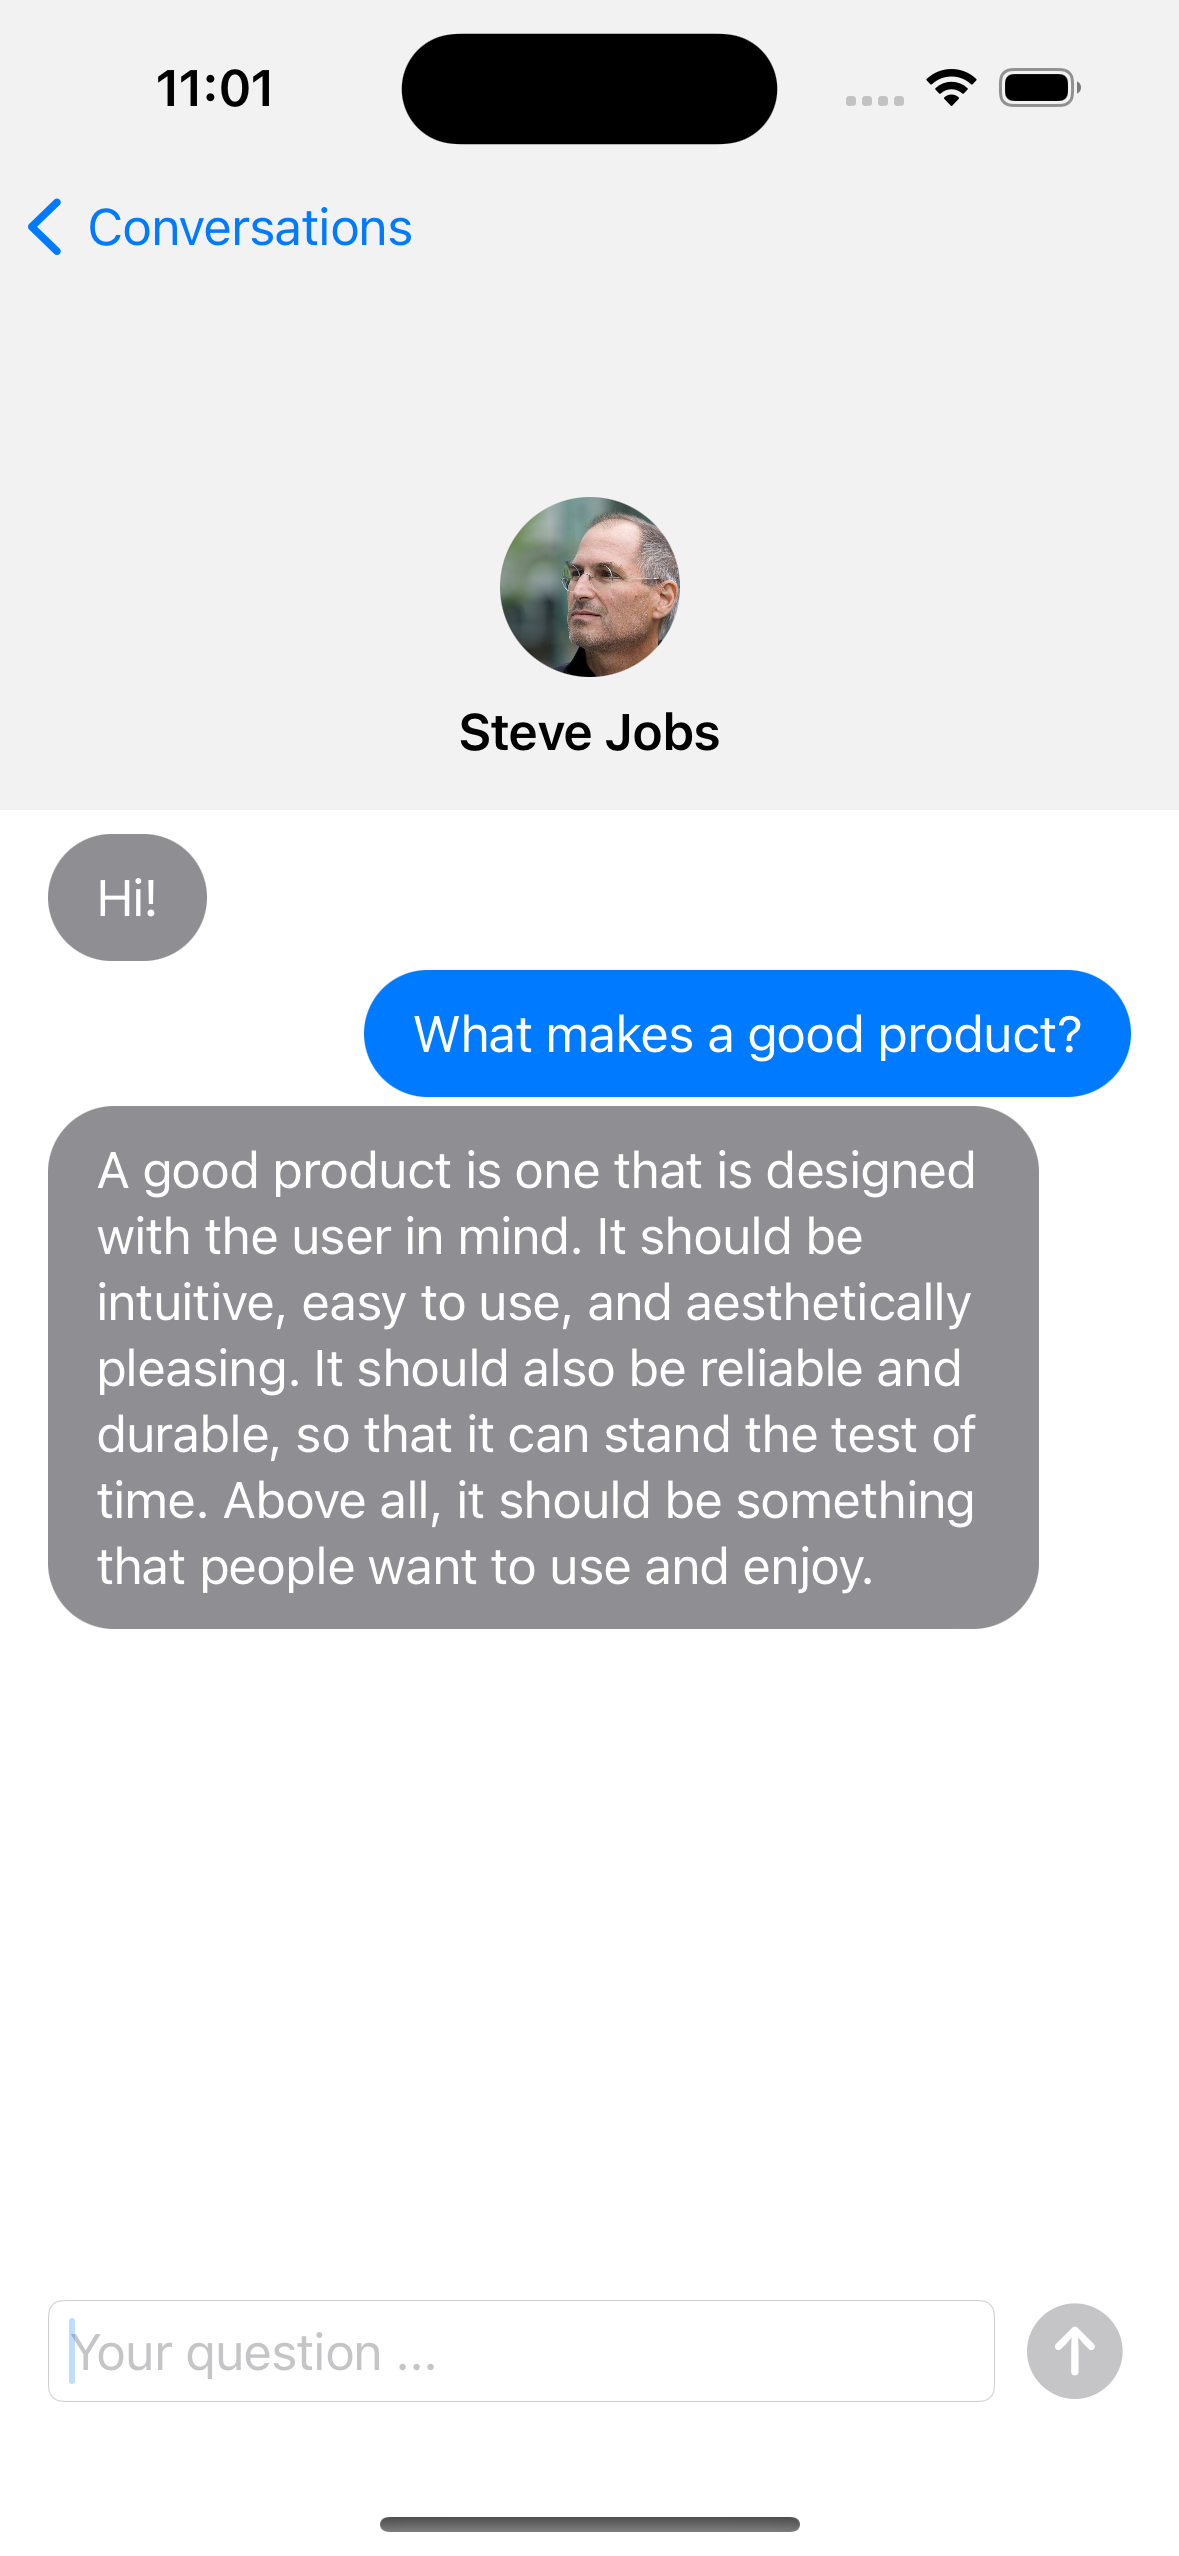 11:01
Conversations
Steve Jobs
Hi!
What makes a good product?
A good product is one that is designed
with the user in mind. It should be
intuitive, easy to use, and aesthetically
pleasing. It should also be reliable and
durable, so that it can stand the test of
time. Above all, it should be something
that people want to use and enjoy.
Your question ...